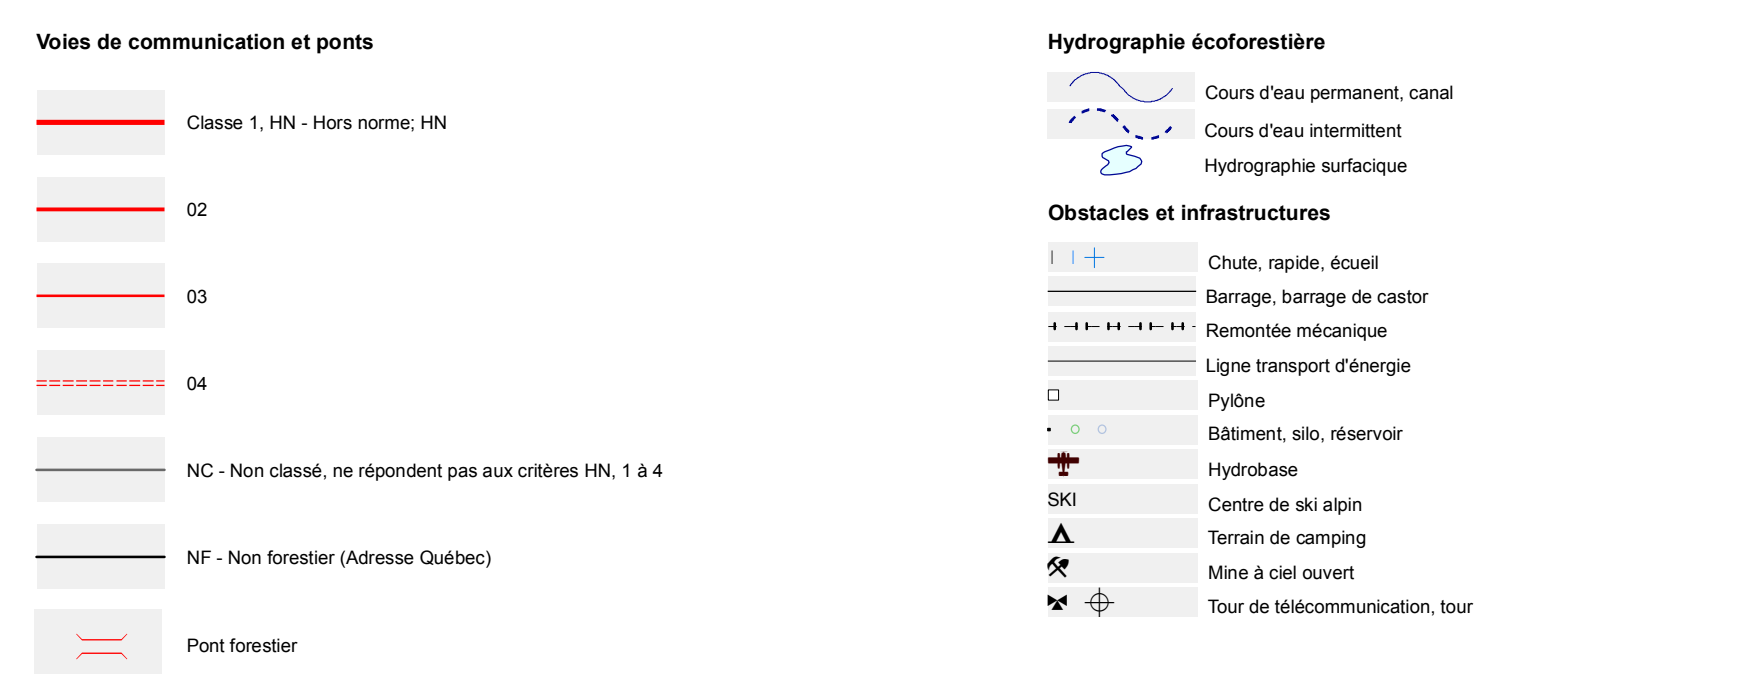 Voies de communication et ponts
Classe 1, HN - Hors norme; HN
02
03
04
NC - Non classé, ne répondent pas aux critères HN, 1 à 4
NF - Non forestier (Adresse Québec)
Pont forestier
Hydrographie écoforestière
Cours d'eau permanent, canal
Cours d'eau intermittent
Hydrographie surfacique
Obstacles et infrastructures
Chute, rapide, écueil
Barrage, barrage de castor
Remontée mécanique
Ligne transport d'énergie
Pylône
Bâtiment, silo, réservoir
Hydrobase
SKI Centre de ski alpin
Terrain de camping
Mine à ciel ouvert
Tour de télécommunication, tour